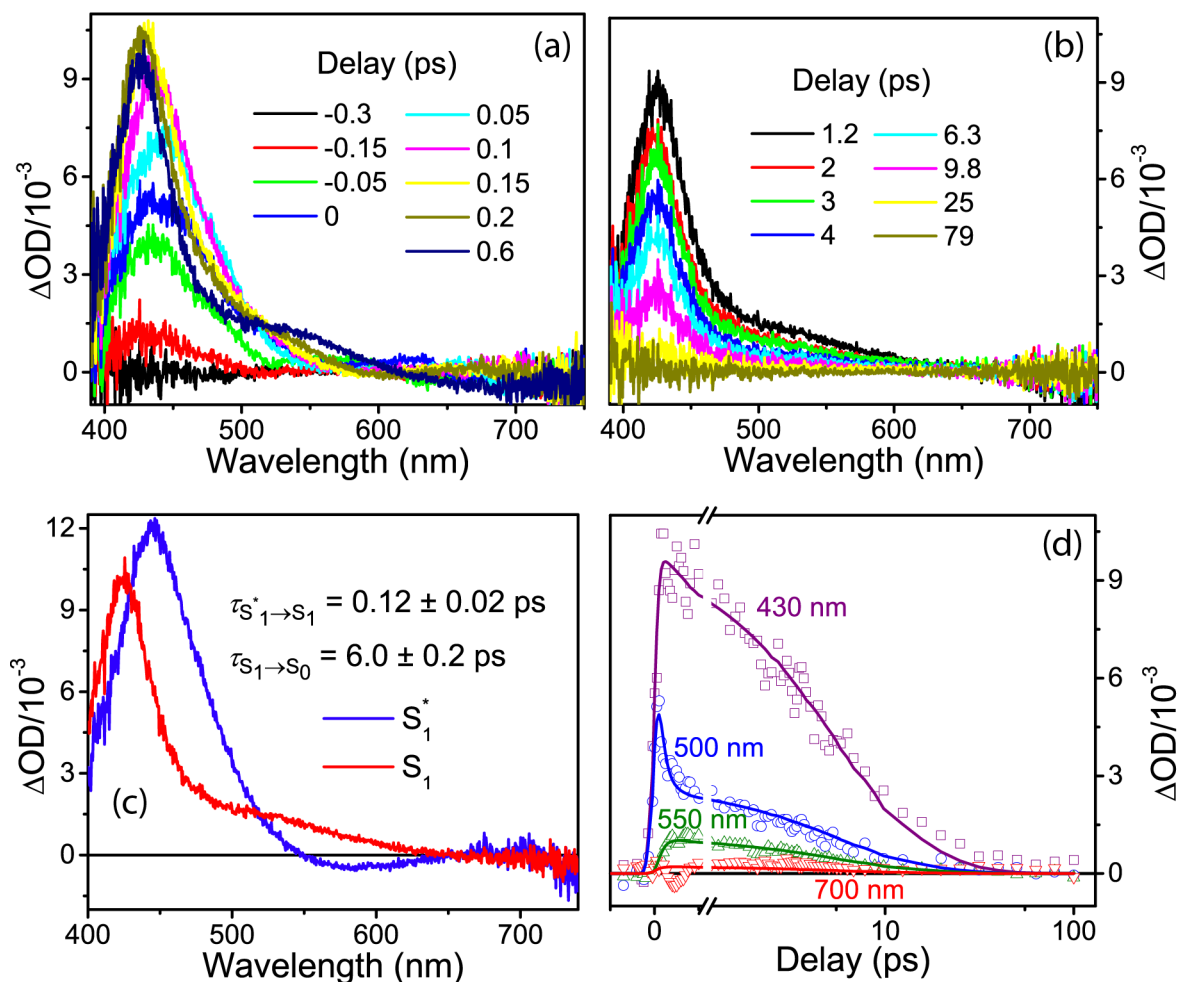 (a)
Delay (ps)
-0.3
-0.15
-0.05
0
0.05
0.1
0.15
0.2
0.6
9
6
3
0
ΔOD/10⁻³
400 500 600 700
Wavelength (nm)
(b)
Delay (ps)
1.2
2
3
4
6.3
9.8
25
79
9
6
3
0
ΔOD/10⁻³
400 500 600 700
Wavelength (nm)
12
9
6
3
0
ΔOD/10⁻³
τ_{S*₁→S₁} = 0.12 ± 0.02 ps
τ_{S₁→S₀} = 6.0 ± 0.2 ps
S*₁
S₁
(c)
400 500 600 700
Wavelength (nm)
(d)
430 nm
500 nm
550 nm
700 nm
9
6
3
0
ΔOD/10⁻³
0 10 100
Delay (ps)